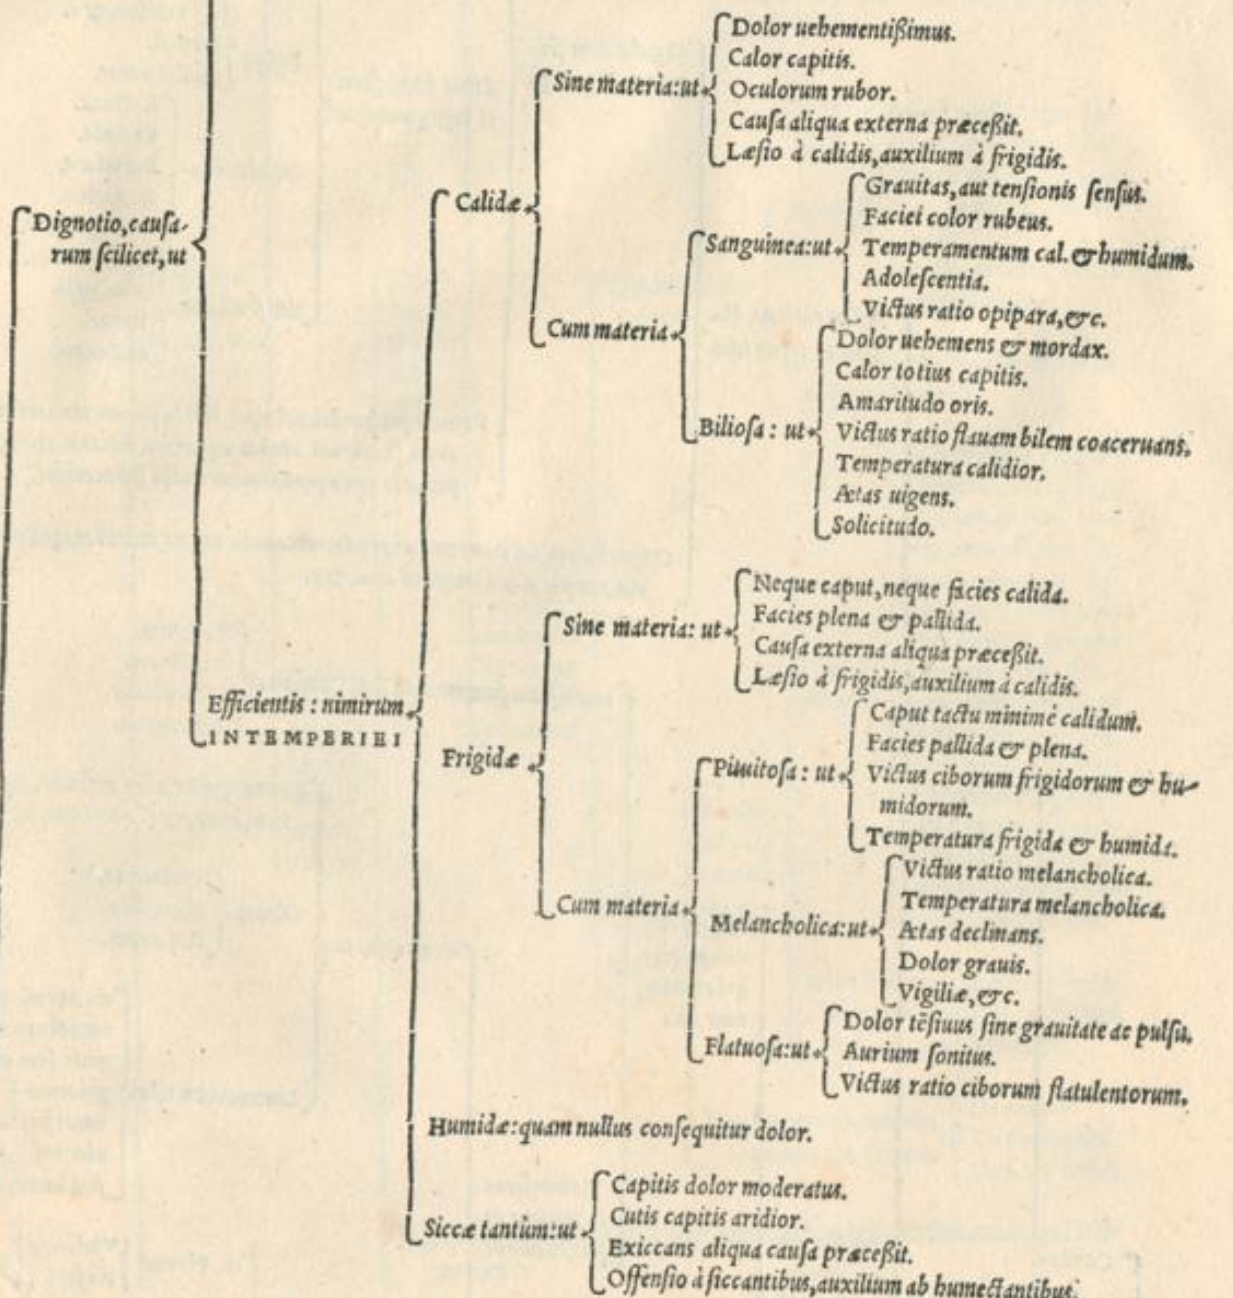 Dolor uehementißimus.
Calor capitis.
Sine materia: ut
Oculorum rubor.
Cauſa aliqua externa præceßit.
Læſio à calidis, auxilium à frigidis.
Calidæ
Grauitas, aut tenſionis ſenſus.
Faciei color rubeus.
Sanguinea: ut
Temperamentum cal. & humidum.
Adoleſcentia.
Victus ratio opipara, &c.
Cum materia
Dolor uehemens & mordax.
Calor totius capitis.
Amaritudo oris.
Bilioſa: ut
Victus ratio flauam bilem coaceruans.
Temperatura calidior.
Ætas uigens.
Solicitudo.
Dignotio, cauſa-
rum ſcilicet, ut
Efficientis: nimirum
INTEMPERIEI
Neque caput, neque facies calida.
Sine materia: ut
Facies plena & pallida.
Cauſa externa aliqua præceßit.
Læſio à frigidis, auxilium à calidis.
Frigidæ
Caput tactu minimè calidum.
Facies pallida & plena.
Pituitoſa: ut
Victus ciborum frigidorum & hu-
midorum.
Temperatura frigida & humida.
Cum materia
Victus ratio melancholica.
Temperatura melancholica.
Melancholica: ut
Ætas declinans.
Dolor grauis.
Vigiliæ, &c.
Dolor tēſiuus ſine grauitate ac pulſu.
Flatuoſa: ut
Aurium ſonitus.
Victus ratio ciborum flatulentorum.
Humidæ: quam nullus conſequitur dolor.
Capitis dolor moderatus.
Siccæ tantùm: ut
Cutis capitis aridior.
Exiccans aliqua cauſa præceßit.
Offenſio à ſiccantibus, auxilium ab humectantibus.